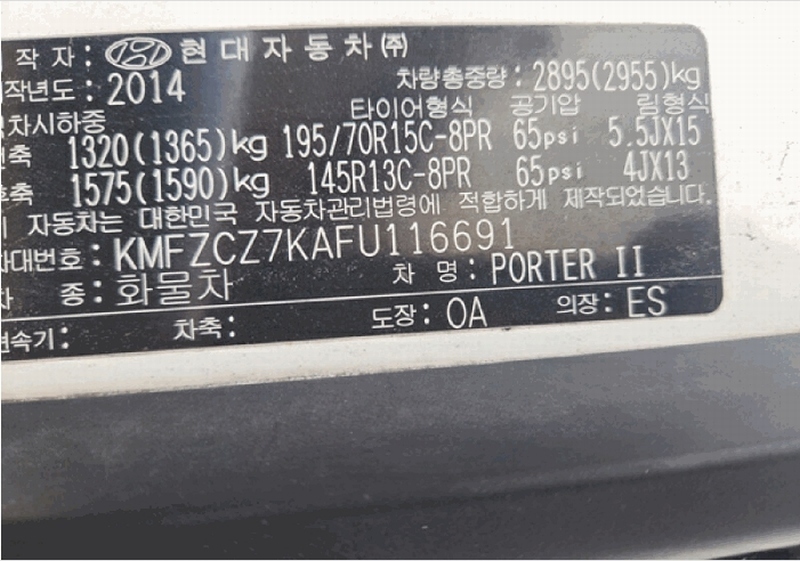 작 자 : 현 대 자 동 차 ㈜
작년도 : 2014 차량총중량 : 2895(2955)kg
차시하중 타이어형식 공기압 림형식
축 1320(1365)kg 195/70R15C-8PR 65psi 5.5JX15
축 1575(1590)kg 145R13C-8PR 65psi 4JX13
자동차는 대한민국 자동차관리법령에 적합하게 제작되었습니다.
대번호 : KMFZCZ7KAFU116691
종 : 화물차 차 명 : PORTER II
속기 : 차축 : 도장 : OA 의장 : ES